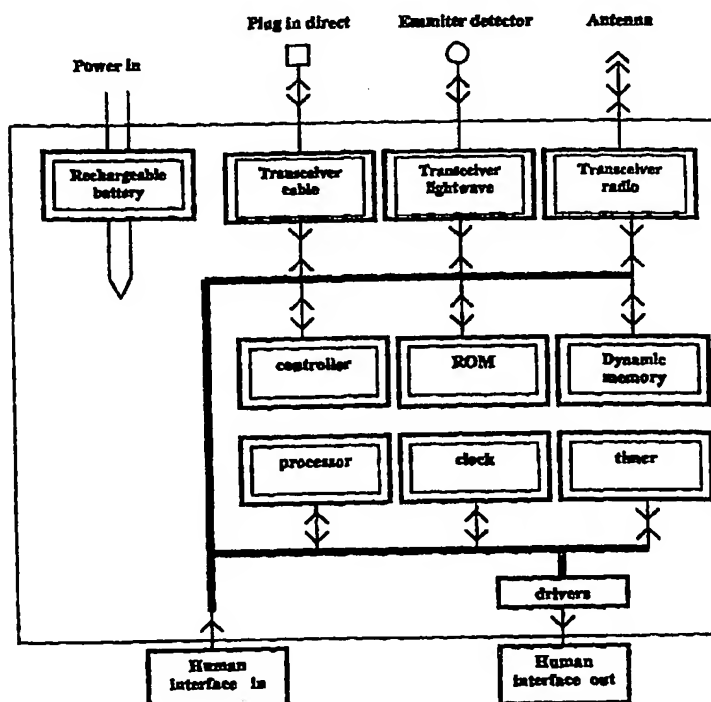 Plug in direct
Emmiter detector
Antenna
Power in
Rechargeable
battery
Transceiver
cable
Transceiver
lightwave
Transceiver
radio
controller
ROM
Dynamic
memory
processor
clock
timer
drivers
Human
interface in
Human
interface out